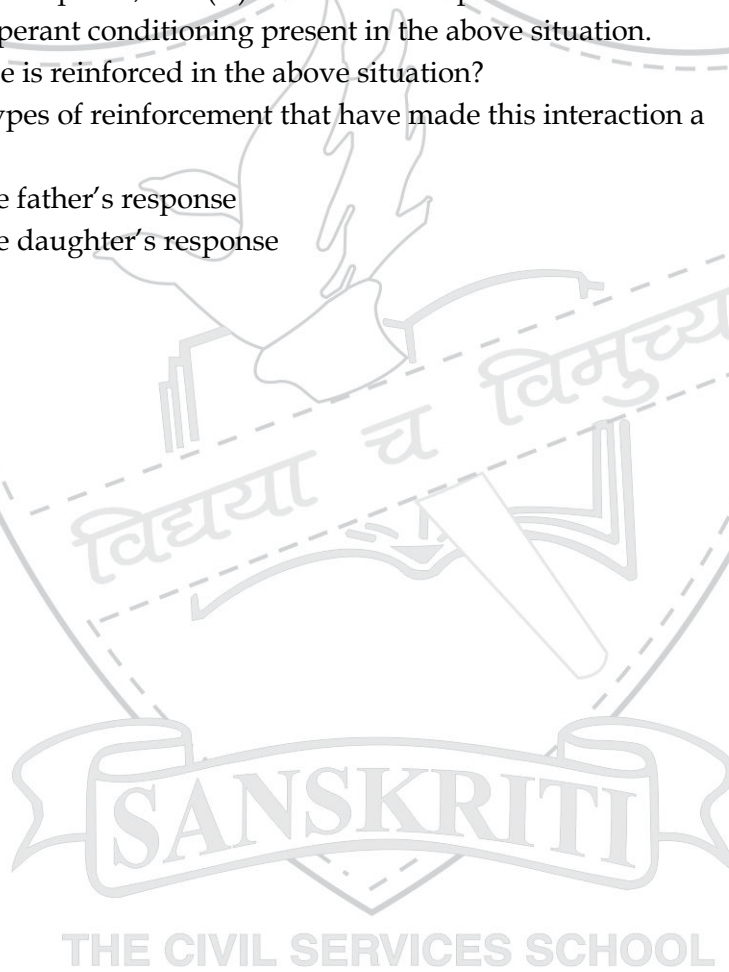 perant conditioning present in the above situation.
e is reinforced in the above situation?
ypes of reinforcement that have made this interaction a
e father’s response
e daughter’s response
विद्यया च विमुच्य
SANSKRITI
THE CIVIL SERVICES SCHOOL